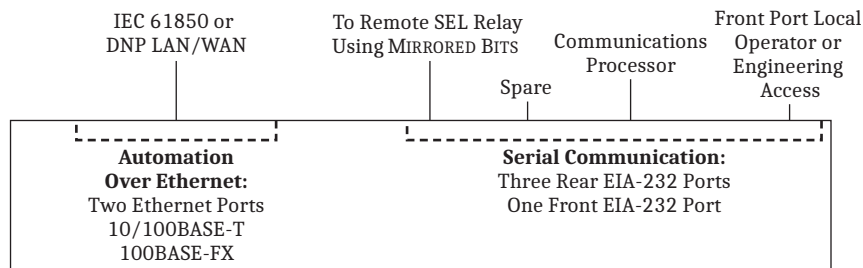 IEC 61850 or
DNP LAN/WAN
To Remote SEL Relay
Using MIRRORED BITS
Spare
Communications
Processor
Front Port Local
Operator or
Engineering
Access
Automation
Over Ethernet:
Two Ethernet Ports
10/100BASE-T
100BASE-FX
Serial Communication:
Three Rear EIA-232 Ports
One Front EIA-232 Port